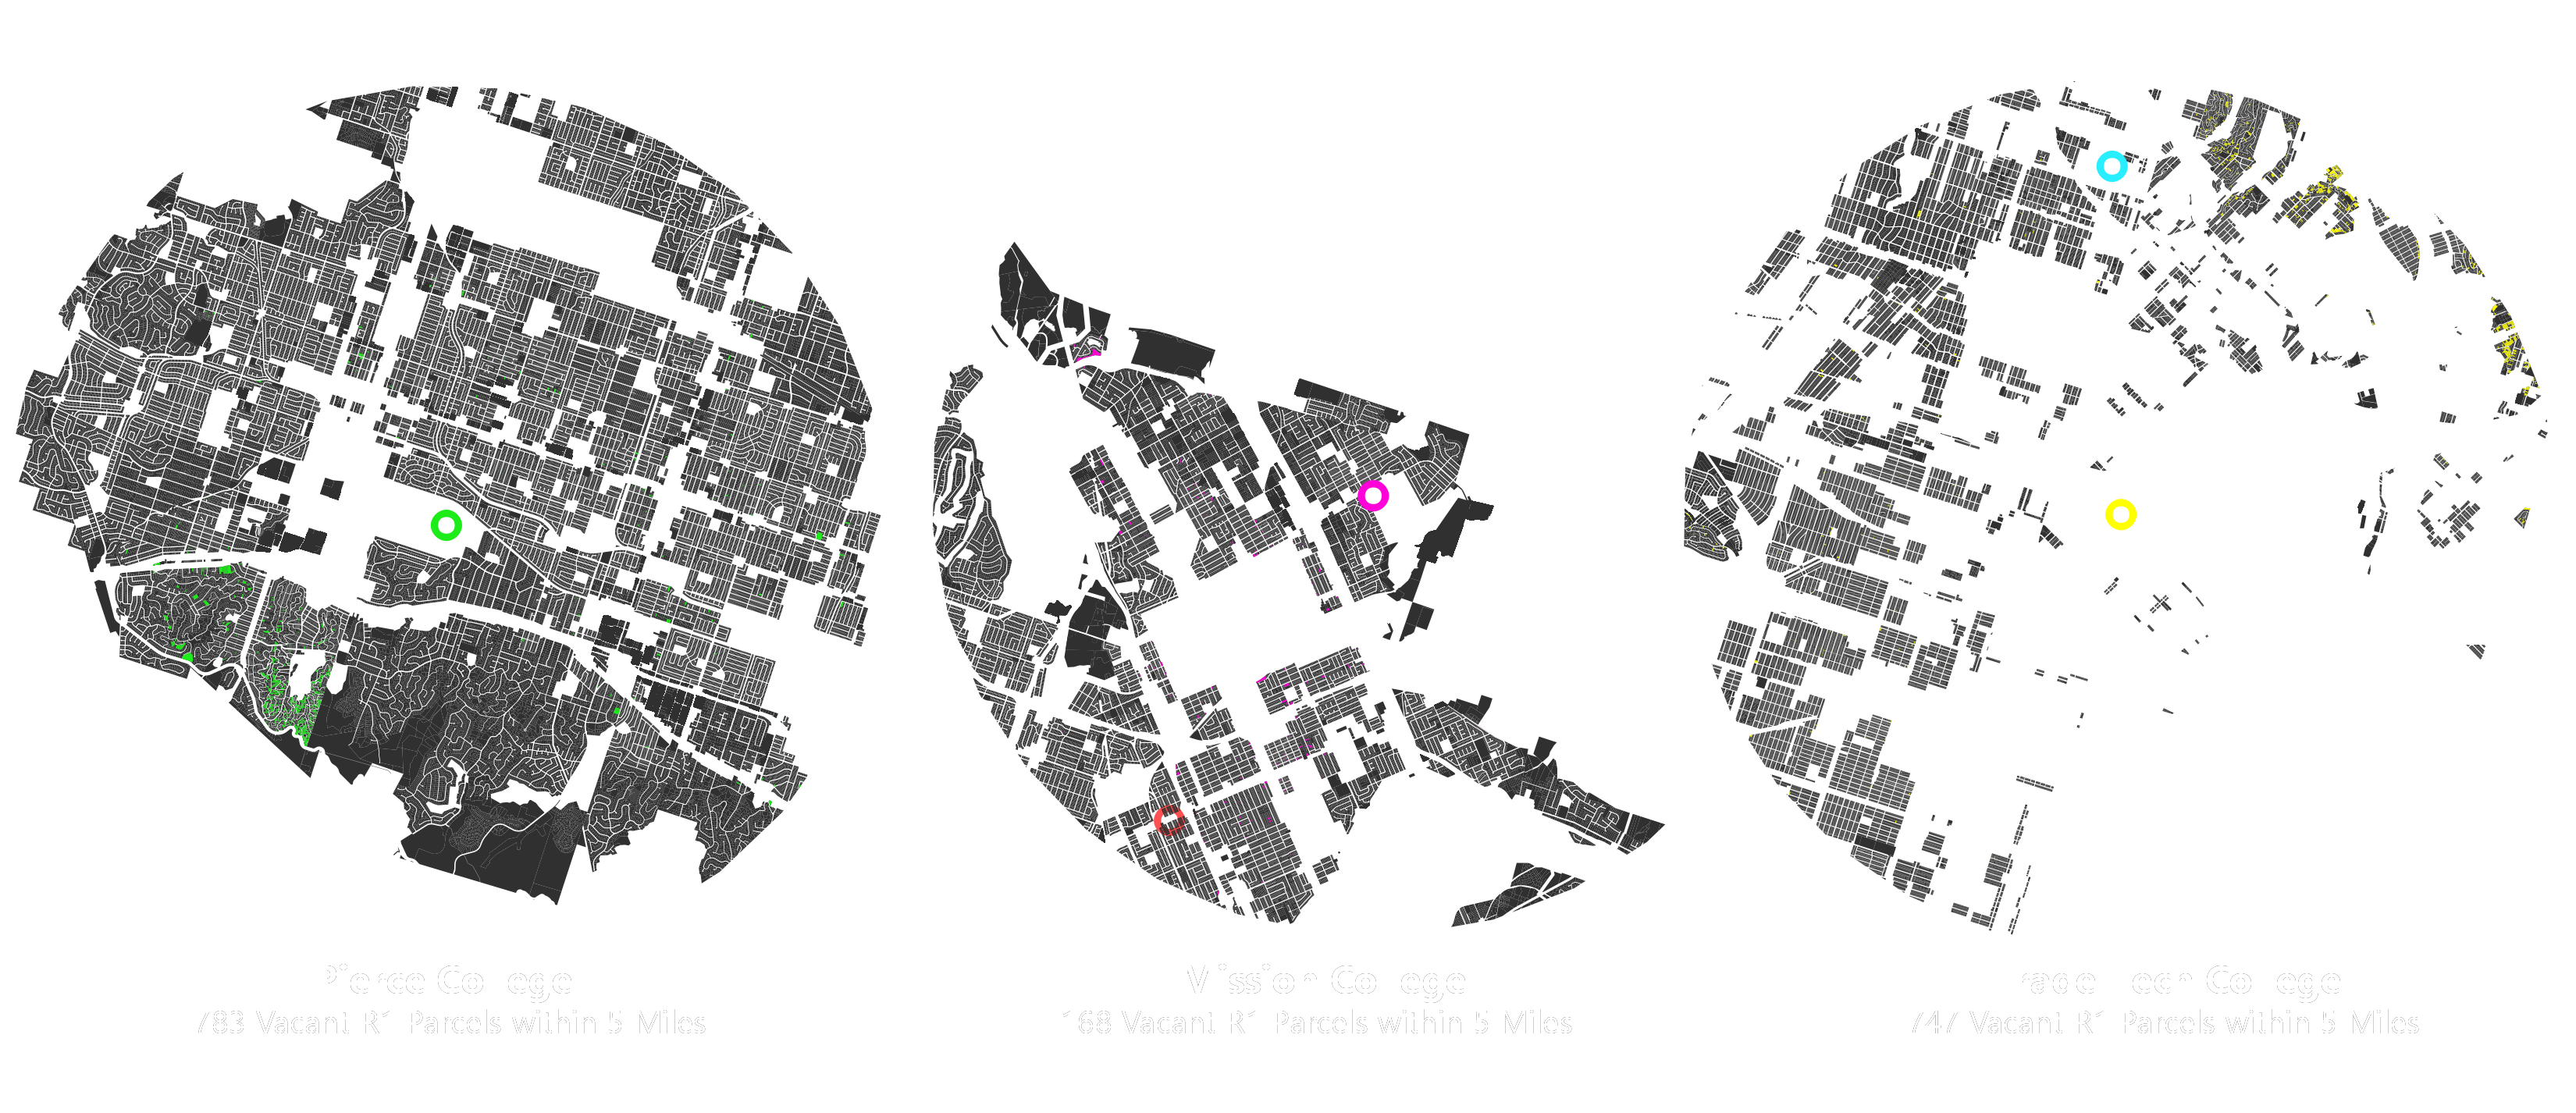 Pierce College
783 Vacant R1 Parcels within 5 Miles
Mission College
168 Vacant R1 Parcels within 5 Miles
Trade Tech College
747 Vacant R1 Parcels within 5 Miles